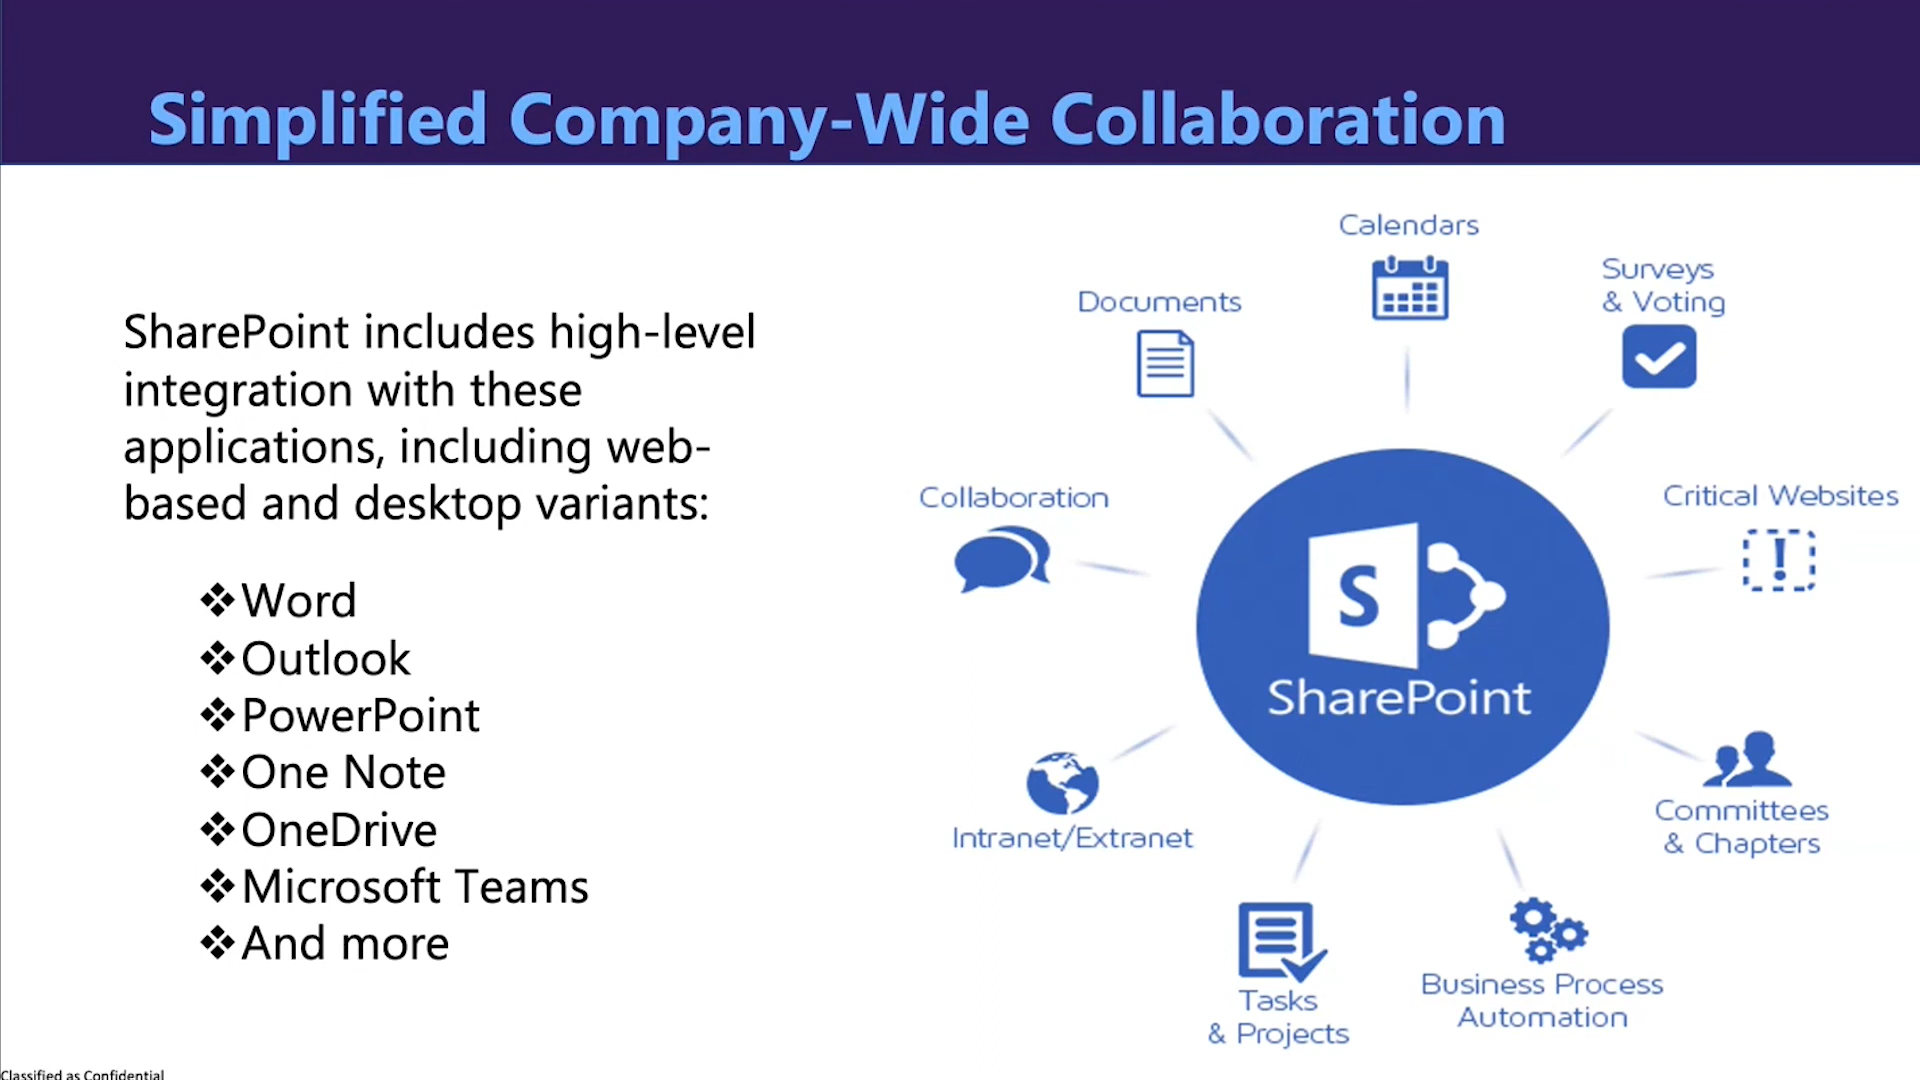 Simplified Company-Wide Collaboration
SharePoint includes high-level
integration with these
applications, including web-
based and desktop variants:
❖Word
❖Outlook
❖PowerPoint
❖One Note
❖OneDrive
❖Microsoft Teams
❖And more
Calendars
Surveys
& Voting
Documents
Collaboration
Critical Websites
S
SharePoint
Intranet/Extranet
Committees
& Chapters
Tasks
& Projects
Business Process
Automation
Classified as Confidential